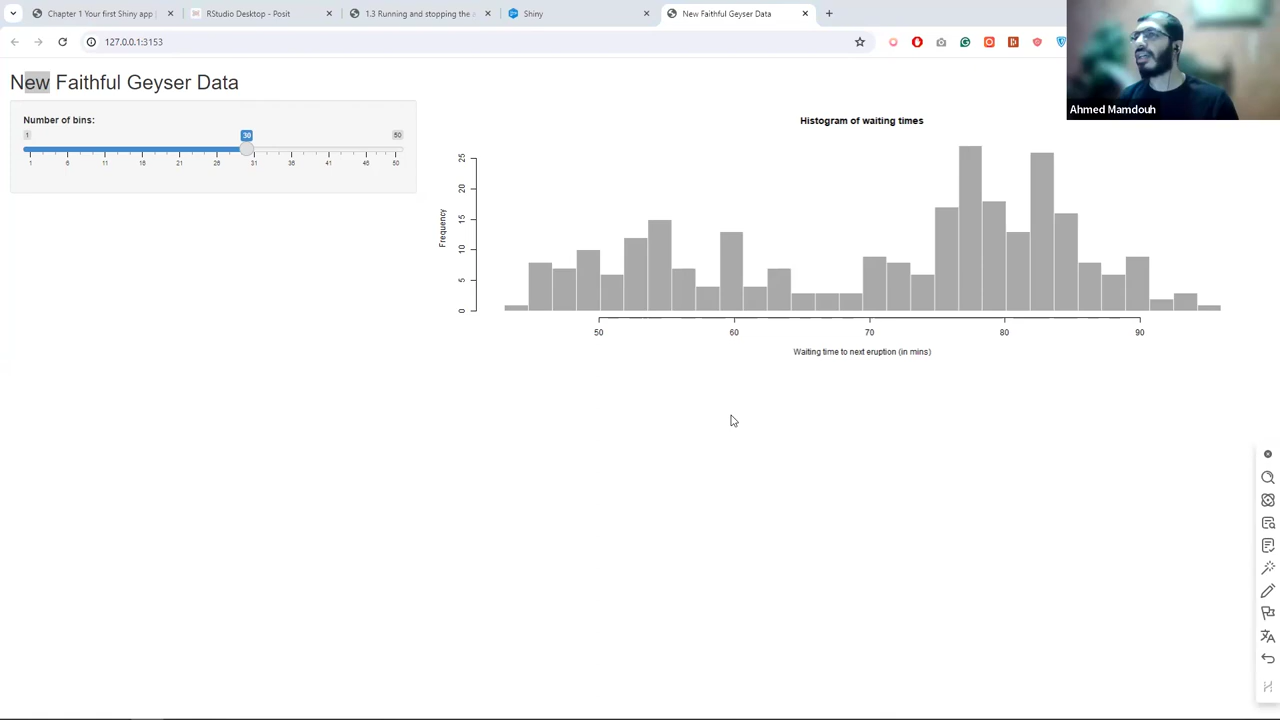 Chapter 1 Your first Shiny app |
RStudio Desktop - Posit
1.3 Running and stopping the
Shiny
New Faithful Geyser Data
127.0.0.1:3153
Ahmed Mamdouh
New Faithful Geyser Data
Number of bins:
1 30 50
1 6 11 16 21 26 31 36 41 46 50
Histogram of waiting times
Frequency
25
20
15
10
5
0
50 60 70 80 90
Waiting time to next eruption (in mins)